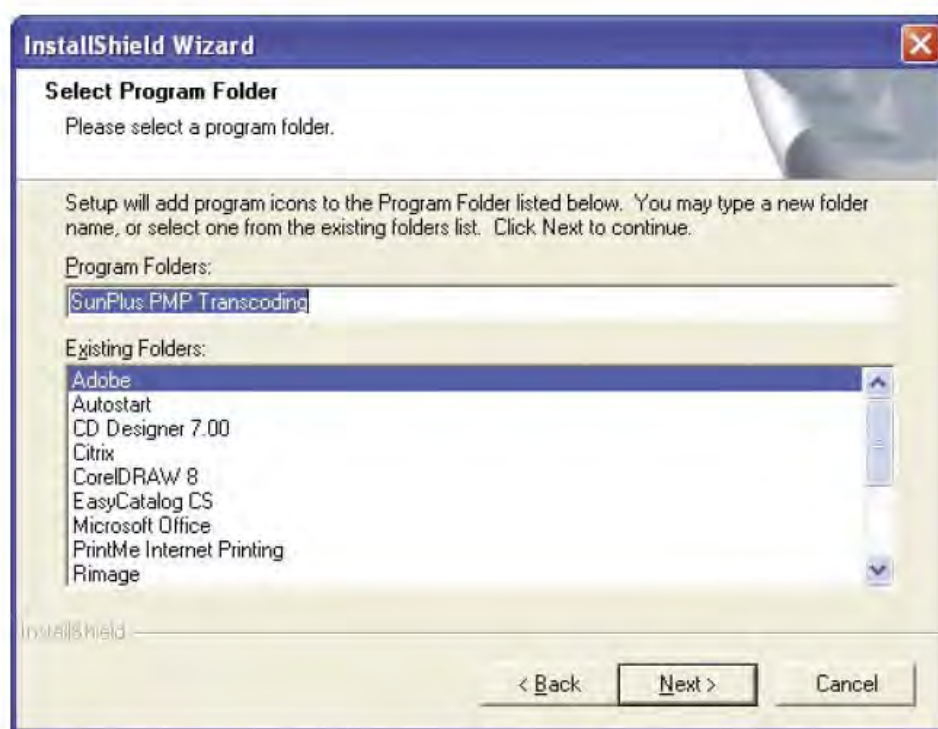 InstallShield Wizard
Select Program Folder
Please select a program folder.
Setup will add program icons to the Program Folder listed below. You may type a new folder
name, or select one from the existing folders list. Click Next to continue.
Program Folders:
SunPlus PMP Transcoding
Existing Folders:
Adobe
Autostart
CD Designer 7.00
Citrix
CorelDRAW 8
EasyCatalog CS
Microsoft Office
PrintMe Internet Printing
Rimage
InstallShield
< Back
Next >
Cancel